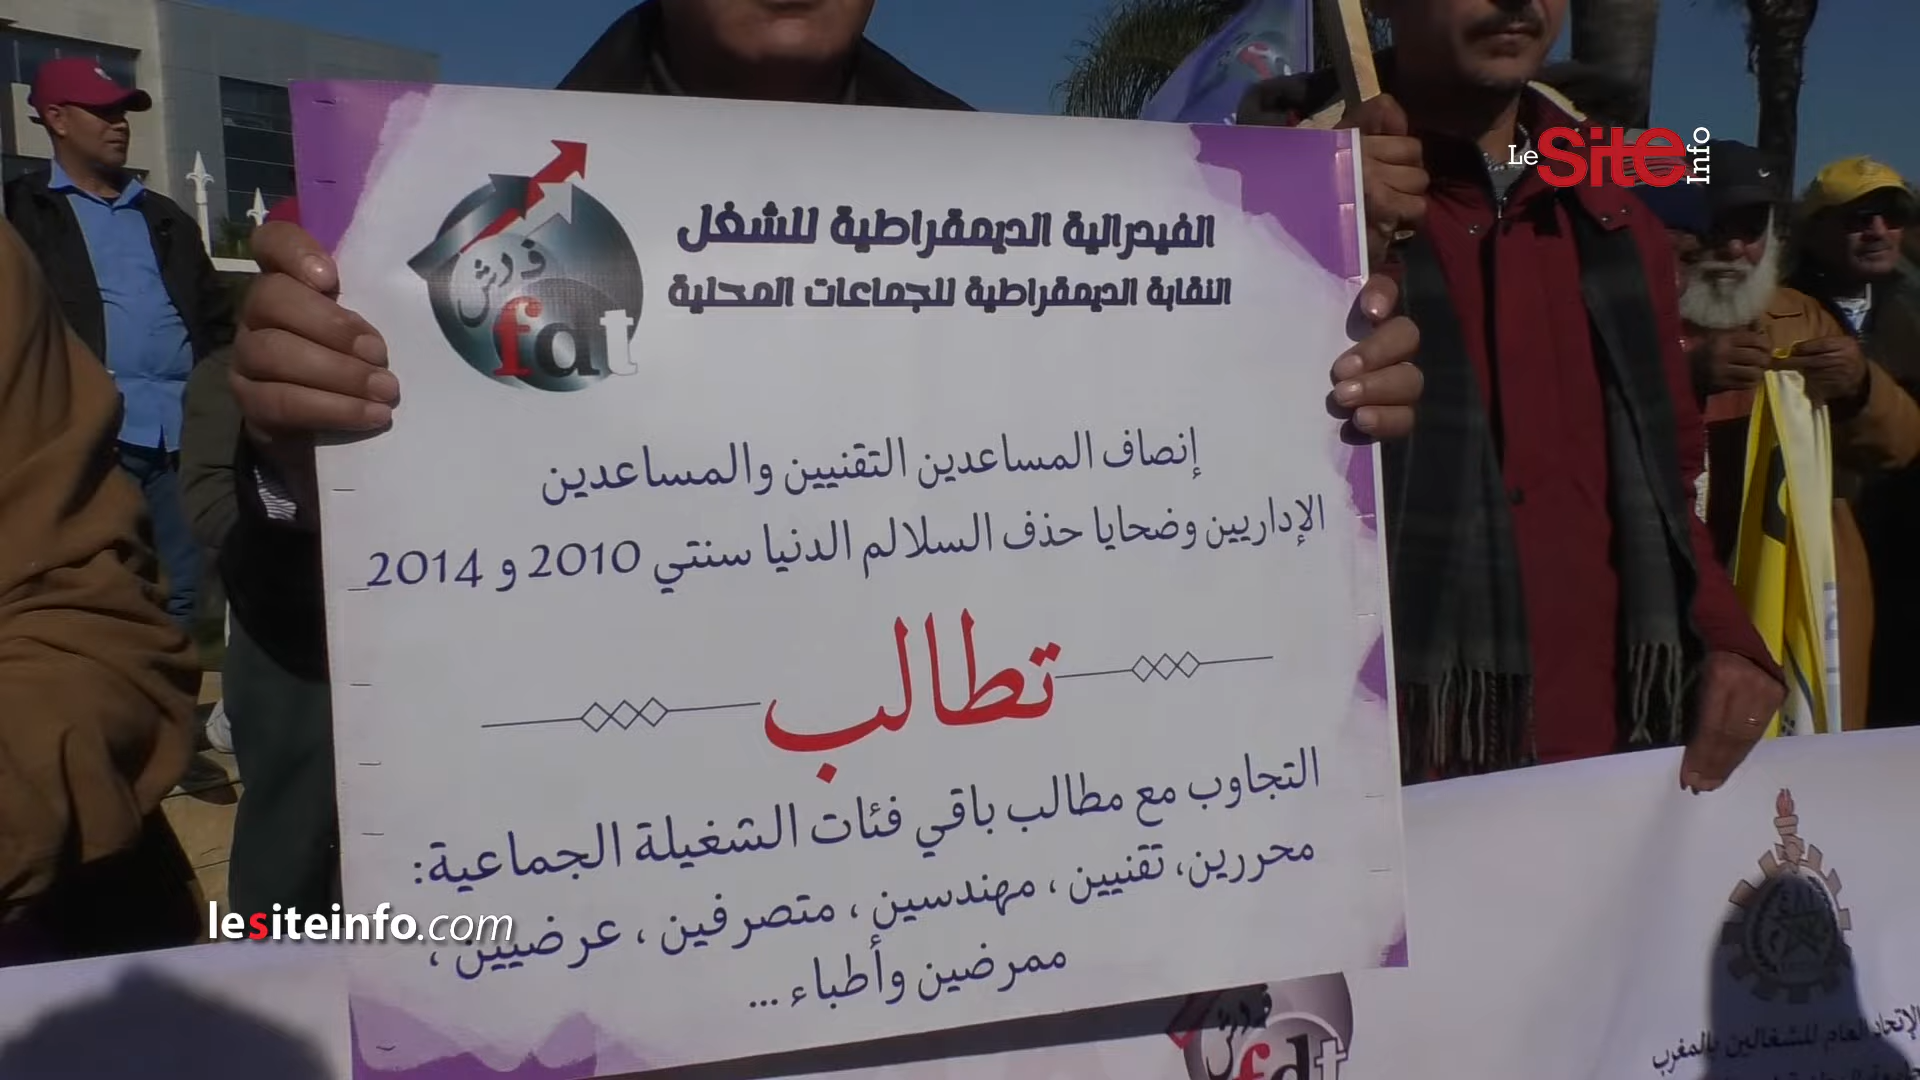 Le Site Info
فدش
fdt
الفيدرالية الديمقراطية للشغل
النقابة الديمقراطية للجماعات المحلية
إنصاف المساعدين التقنيين والمساعدين
الإداريين وضحايا حذف السلالم الدنيا سنتي 2010 و 2014
تطالب
التجاوب مع مطالب باقي فئات الشغيلة الجماعية:
محررين، تقنيين ، مهندسين ، متصرفين ، عرضيين ،
ممرضين وأطباء ...
lesiteinfo.com
فدش
fdt
الإتحاد العام للشغالين بالمغرب